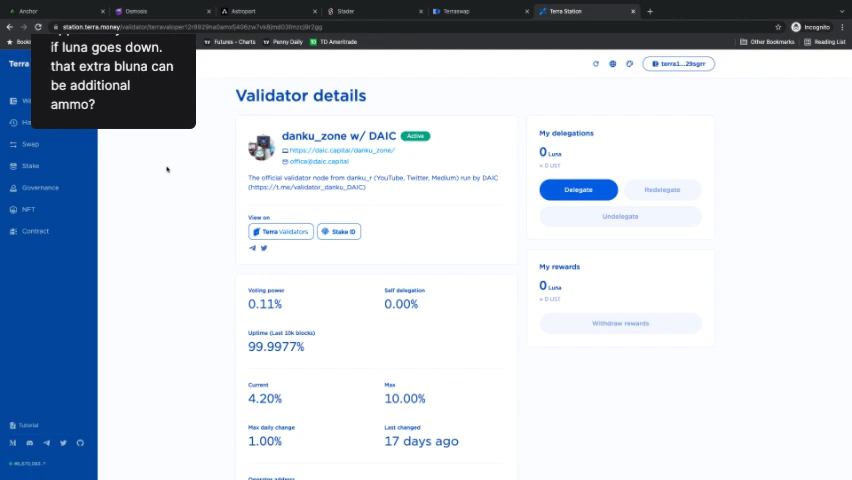 Anchor
Osmosis
Astroport
Stader
Terraswap
Terra Station
Incognito
Futures - Charts
Penny Daily
TD Ameritrade
Other Bookmarks
Reading List
if luna goes down.
that extra bluna can
be additional
ammo?
Terra
terra1...29sgrr
Swap
Stake
Governance
NFT
Contract
Tutorial
Validator details
danku_zone w/ DAIC
Active
https://daic.capital/danku_zone/
office@daic.capital
The official validator node from danku_r (YouTube, Twitter, Medium) run by DAIC
(https://t.me/validator_danku_DAIC)
View on
Terra Validators
Stake ID
Voting power
0.11%
Self delegation
0.00%
Uptime (Last 10k blocks)
99.9977%
Current
4.20%
Max
10.00%
Max daily change
1.00%
Last changed
17 days ago
My delegations
0 Luna
≈ 0 UST
Delegate
Redelegate
Undelegate
My rewards
0 Luna
≈ 0 UST
Withdraw rewards